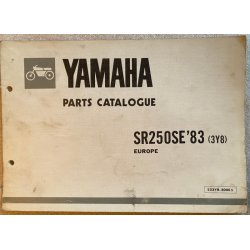 YAMAHA
PARTS CATALOGUE
SR250SE'83 (3Y8)
EUROPE